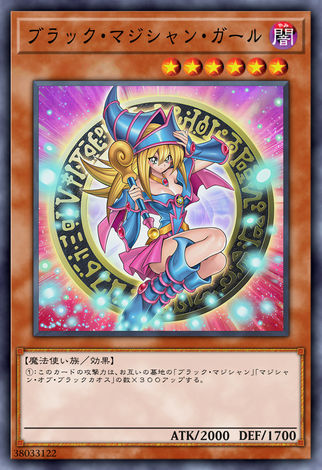 ブラック・マジシャン・ガール
闇
やみ
【魔法使い族／効果】
①：このカードの攻撃力は、お互いの墓地の「ブラック・マジシャン」「マジシャ
ン・オブ・ブラックカオス」の数×３００アップする。
ATK/2000 DEF/1700
38033122